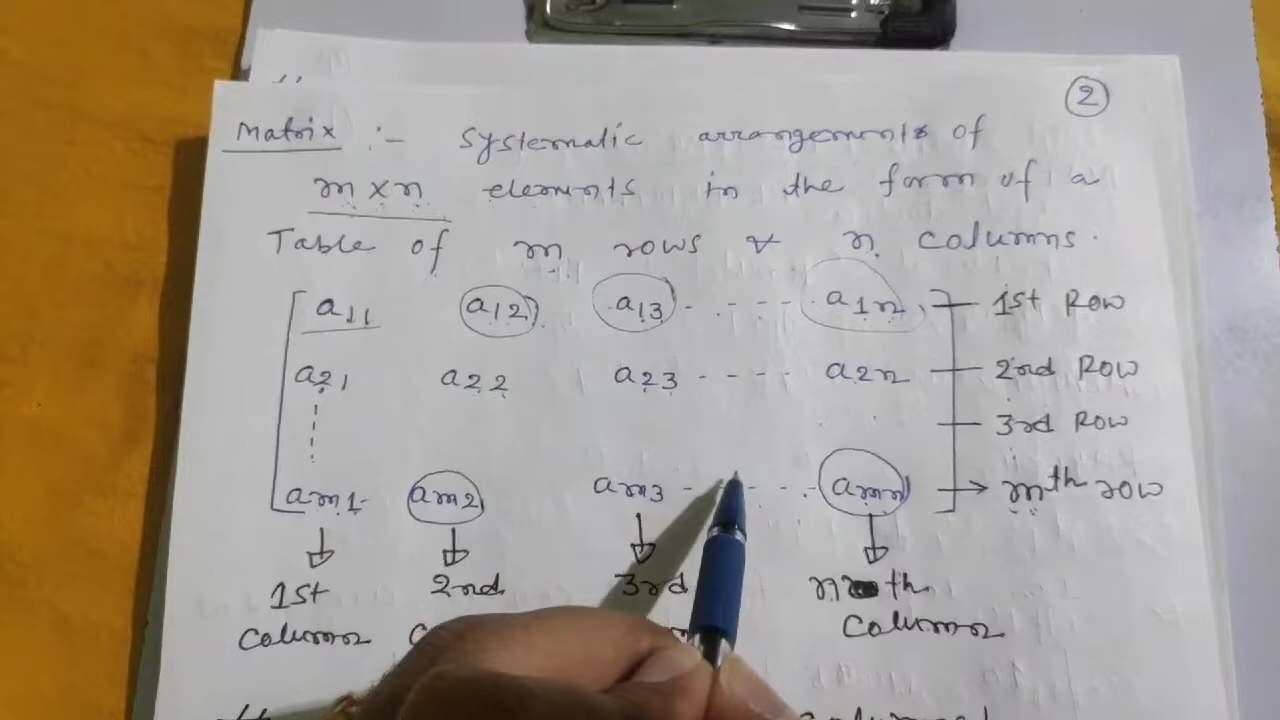 2
Matrix :- Systematic arrangements of
m x n elements in the form of a
Table of m rows & n columns.
a11 a12 a13 - - - - - a1n — 1st Row
a21 a22 a23 - - - - a2n — 2nd Row
— 3rd Row
am1 am2 am3 - - - - - amn → mth row
1st 2nd 3rd nth
column column